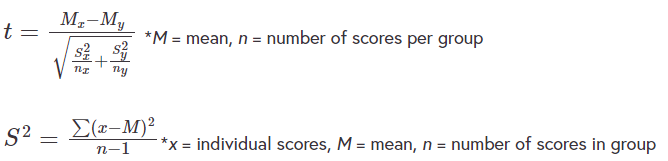 t = \frac{M_x - M_y}{\sqrt{\frac{S_x^2}{n_x} + \frac{S_y^2}{n_y}}} *M = mean, n = number of scores per group
S^2 = \frac{\sum (x - M)^2}{n - 1} *x = individual scores, M = mean, n = number of scores in group